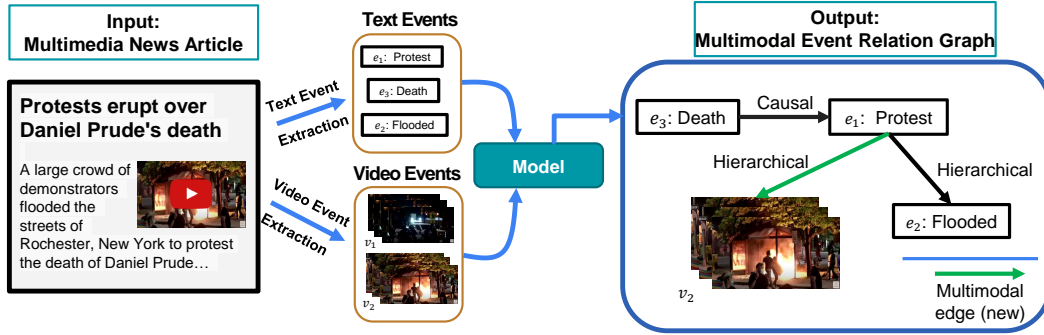 Input:
Multimedia News Article
Protests erupt over
Daniel Prude's death
A large crowd of
demonstrators
flooded the
streets of
Rochester, New York to protest
the death of Daniel Prude…
Text Event
Extraction
Video Event
Extraction
Text Events
e₁: Protest
e₃: Death
e₂: Flooded
Video Events
v₁
v₂
Model
Output:
Multimodal Event Relation Graph
e₃: Death
Causal
e₁: Protest
Hierarchical
Hierarchical
e₂: Flooded
v₂
Multimodal
edge (new)